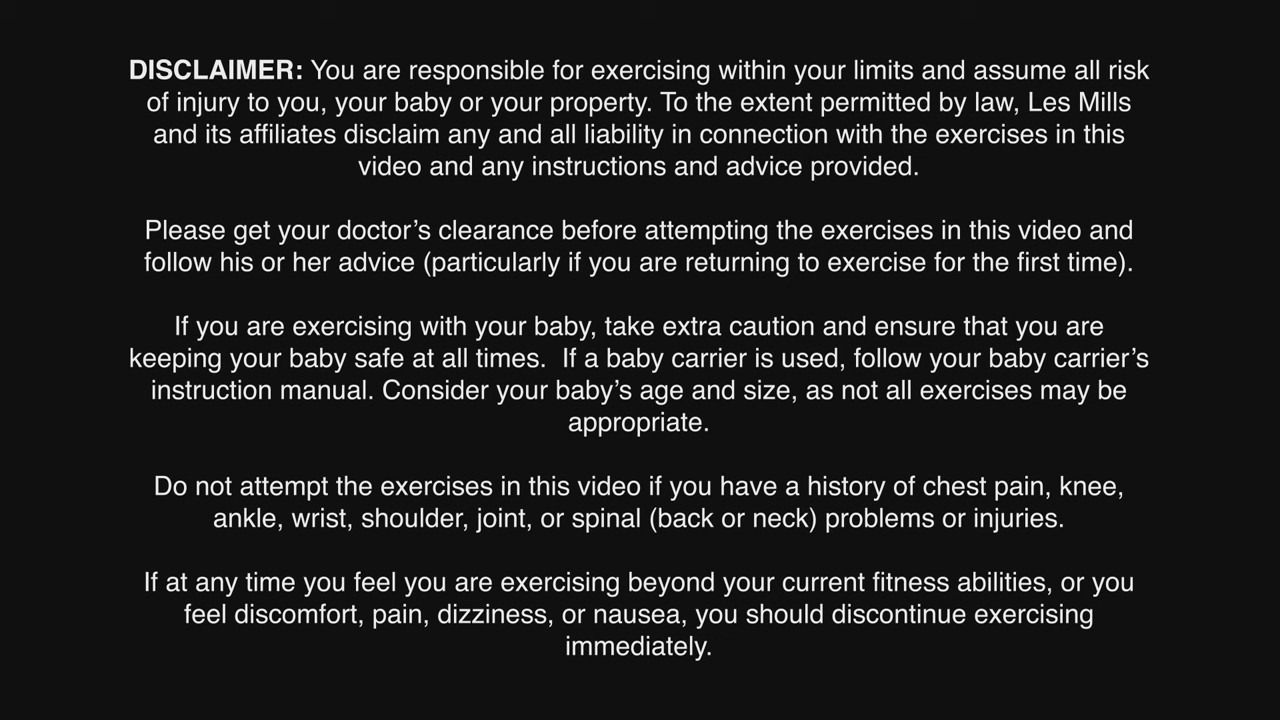 DISCLAIMER: You are responsible for exercising within your limits and assume all risk
of injury to you, your baby or your property. To the extent permitted by law, Les Mills
and its affiliates disclaim any and all liability in connection with the exercises in this
video and any instructions and advice provided.
Please get your doctor’s clearance before attempting the exercises in this video and
follow his or her advice (particularly if you are returning to exercise for the first time).
If you are exercising with your baby, take extra caution and ensure that you are
keeping your baby safe at all times.  If a baby carrier is used, follow your baby carrier’s
instruction manual. Consider your baby’s age and size, as not all exercises may be
appropriate.
Do not attempt the exercises in this video if you have a history of chest pain, knee,
ankle, wrist, shoulder, joint, or spinal (back or neck) problems or injuries.
If at any time you feel you are exercising beyond your current fitness abilities, or you
feel discomfort, pain, dizziness, or nausea, you should discontinue exercising
immediately.